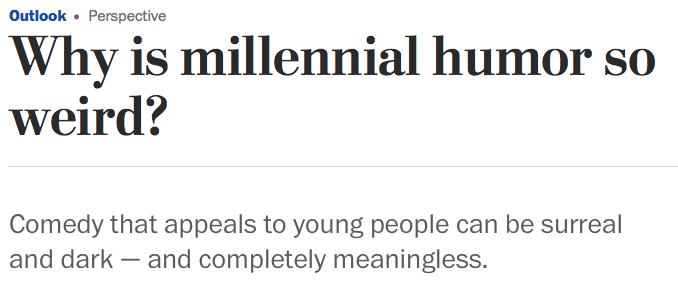 Outlook • Perspective
Why is millennial humor so
weird?
Comedy that appeals to young people can be surreal
and dark — and completely meaningless.